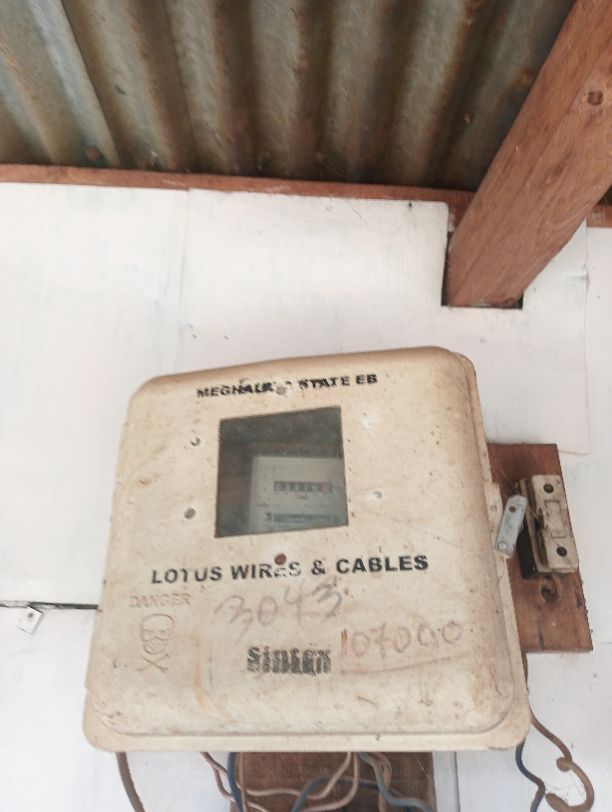 MEGHALAYA STATE EB
LOTUS WIRES & CABLES
DANGER
3043
Sintex
107000